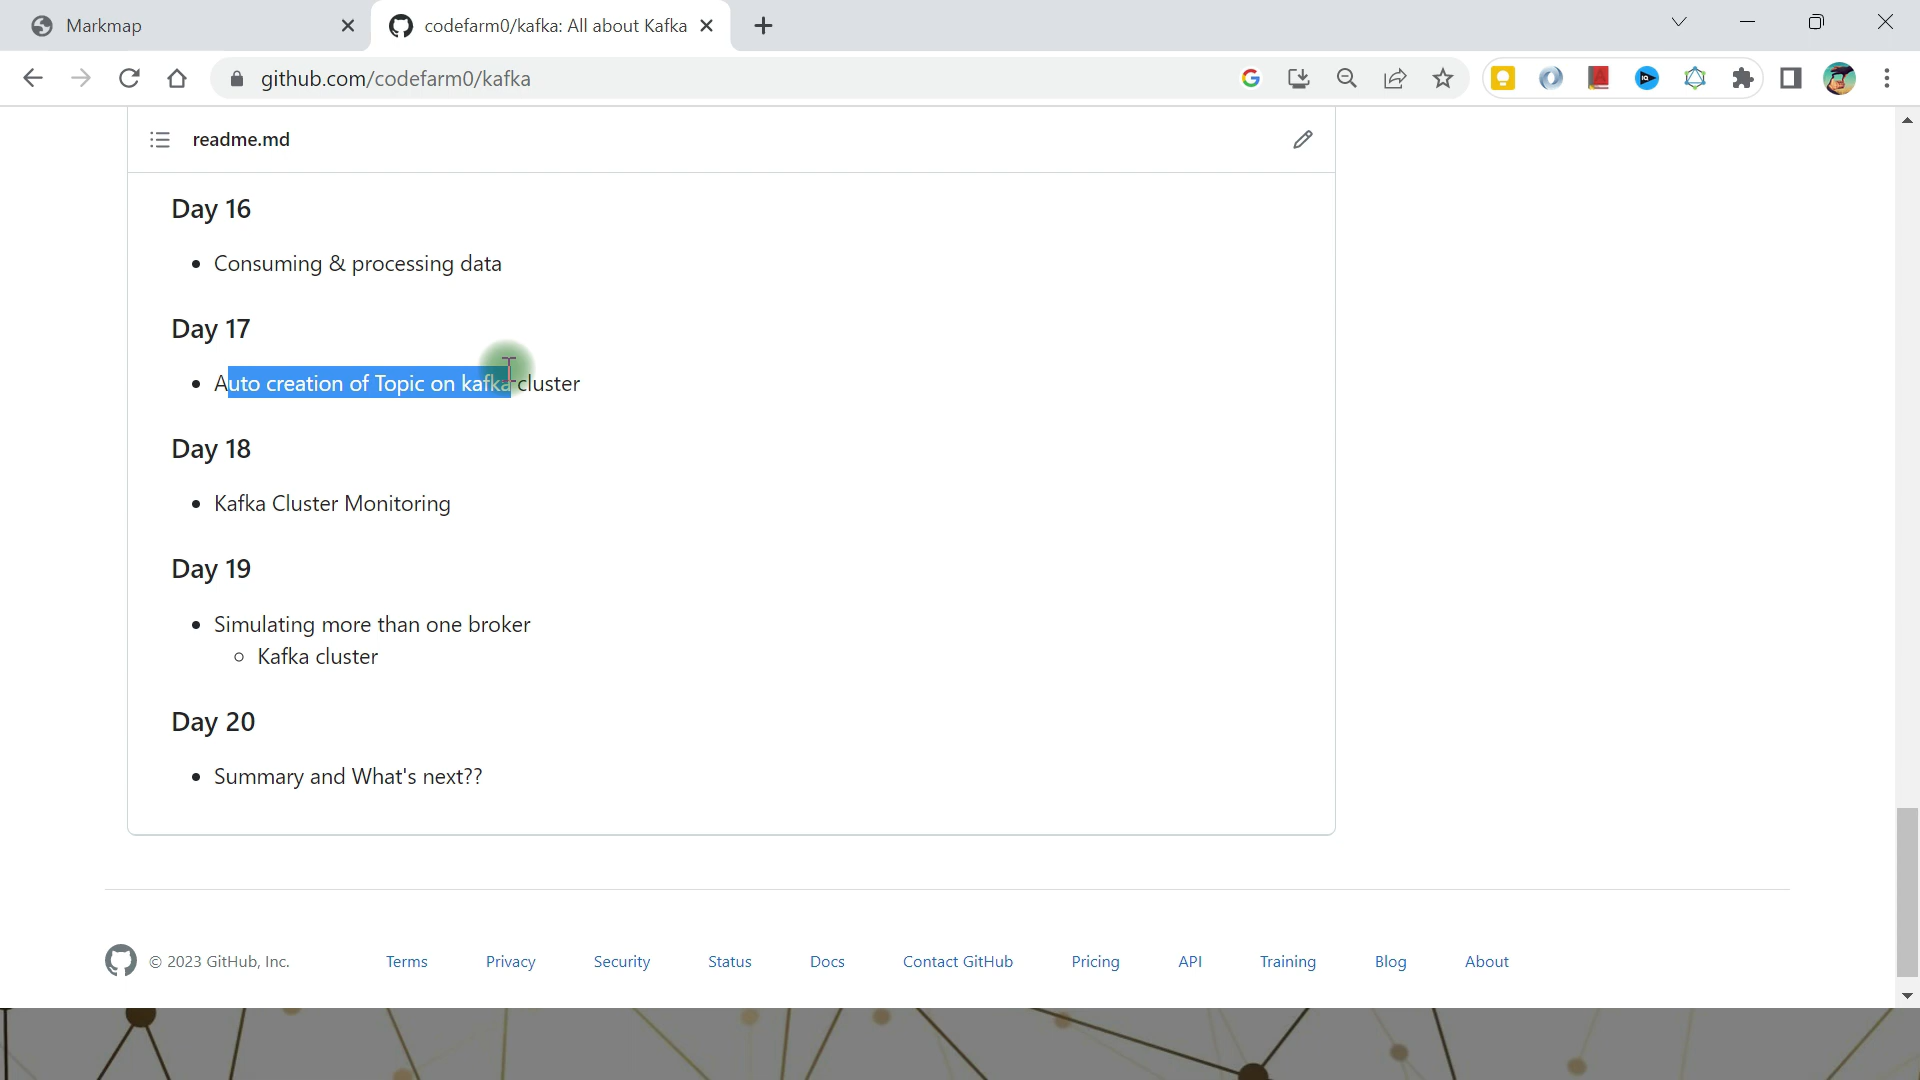 Markmap
codefarm0/kafka: All about Kafka
github.com/codefarm0/kafka
readme.md
Day 16
Consuming & processing data
Day 17
Auto creation of Topic on kafka cluster
Day 18
Kafka Cluster Monitoring
Day 19
Simulating more than one broker
Kafka cluster
Day 20
Summary and What's next??
© 2023 GitHub, Inc. Terms Privacy Security Status Docs Contact GitHub Pricing API Training Blog About